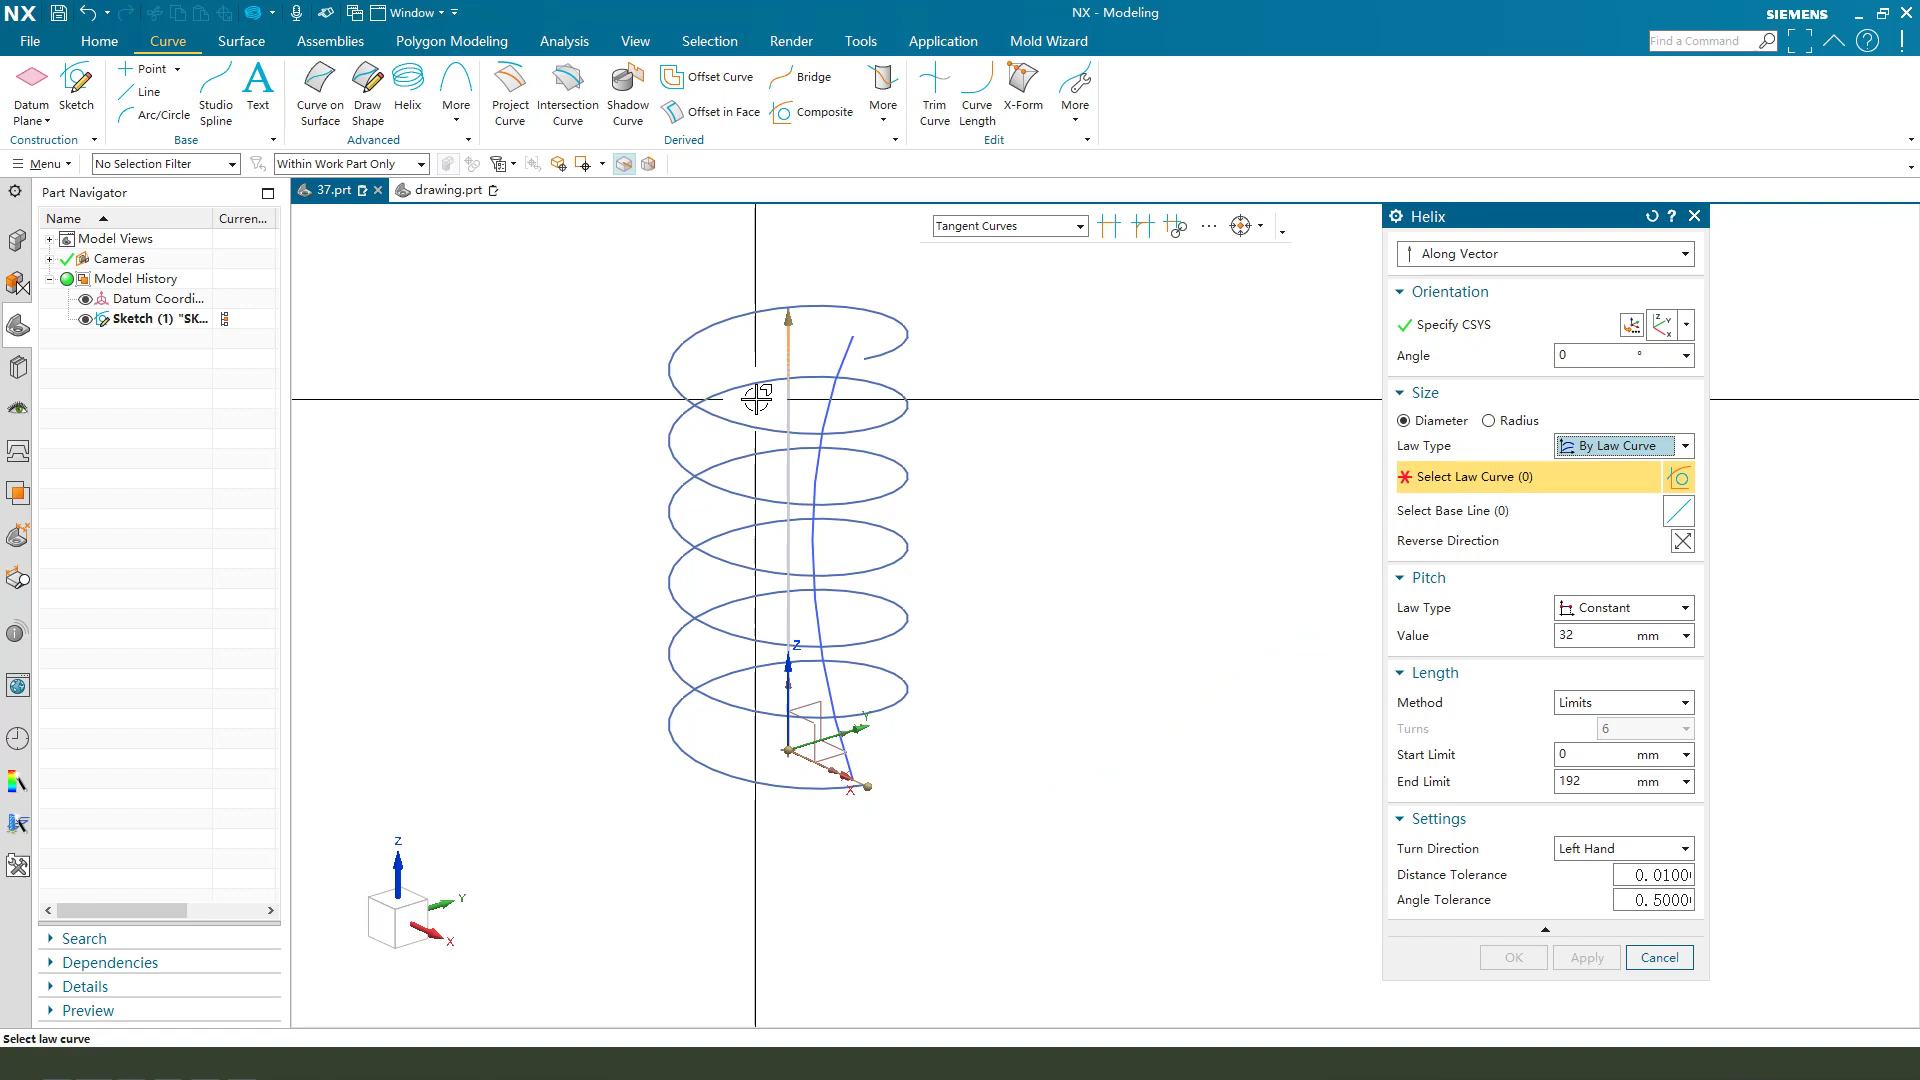 NX
Window
NX - Modeling
SIEMENS
File
Home
Curve
Surface
Assemblies
Polygon Modeling
Analysis
View
Selection
Render
Tools
Application
Mold Wizard
Find a Command
Datum Plane
Sketch
Point
Line
Arc/Circle
Studio Spline
Text
Curve on Surface
Draw Shape
Helix
More
Project Curve
Intersection Curve
Shadow Curve
Offset Curve
Offset in Face
Bridge
Composite
More
Trim Curve
Curve Length
X-Form
More
Construction
Base
Advanced
Derived
Edit
Menu
No Selection Filter
Within Work Part Only
Part Navigator
37.prt
drawing.prt
Name
Curren...
Model Views
Cameras
Model History
Datum Coordi...
Sketch (1) "SK...
Search
Dependencies
Details
Preview
Tangent Curves
Z
Y
X
Z
Y
X
Helix
Along Vector
Orientation
Specify CSYS
Angle
0
°
Size
Diameter
Radius
Law Type
By Law Curve
Select Law Curve (0)
Select Base Line (0)
Reverse Direction
Pitch
Law Type
Constant
Value
32
mm
Length
Method
Limits
Turns
6
Start Limit
0
mm
End Limit
192
mm
Settings
Turn Direction
Left Hand
Distance Tolerance
0.0100
Angle Tolerance
0.5000
OK
Apply
Cancel
Select law curve